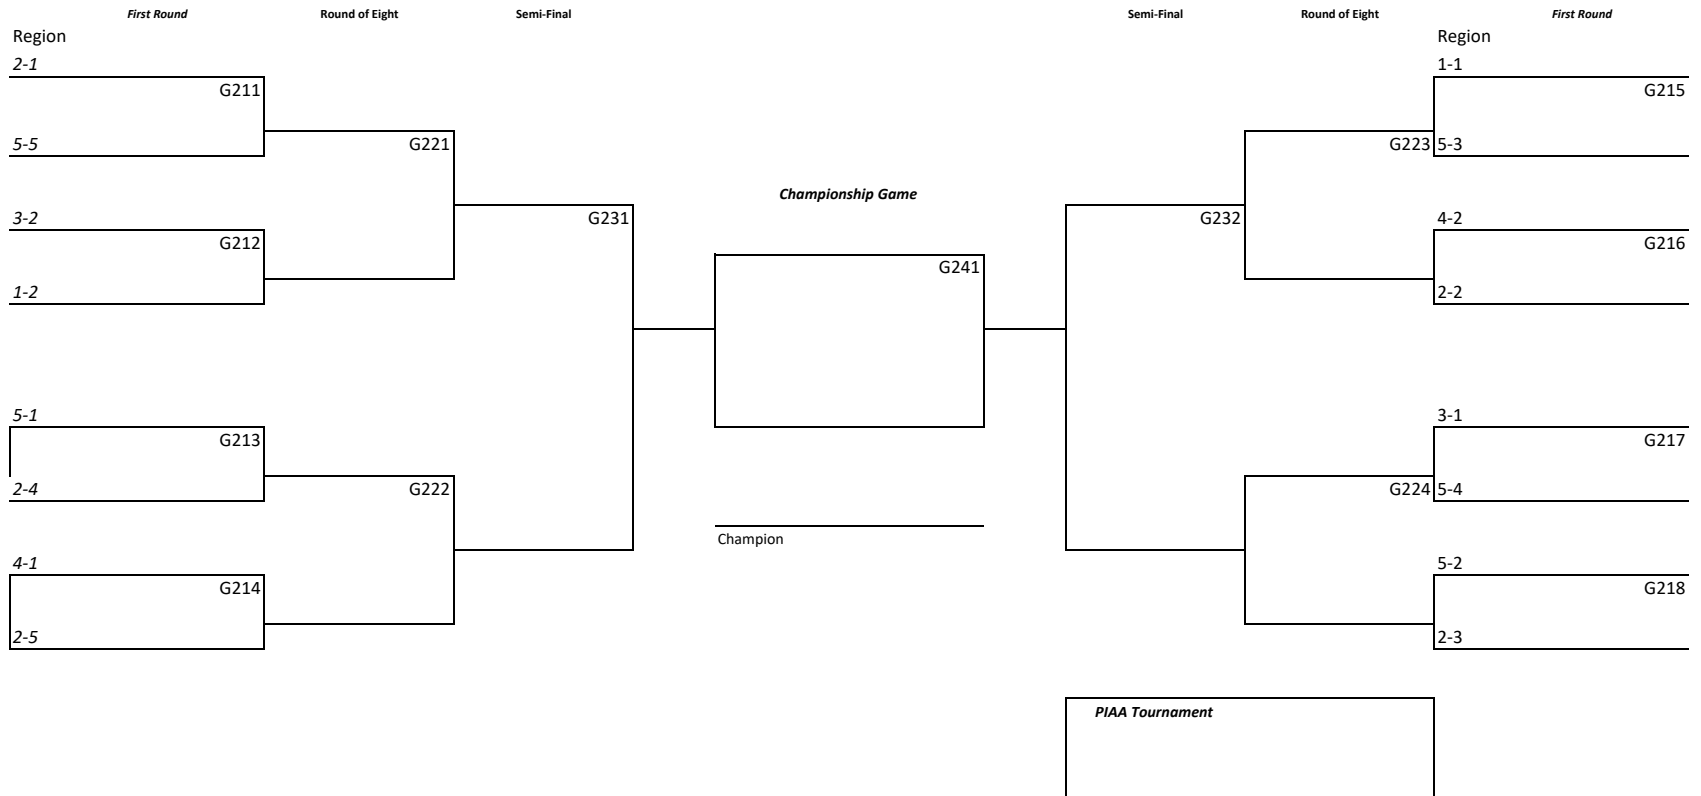 First Round Round of Eight Semi-Final Semi-Final Round of Eight First Round
Region Region
2-1 1-1
G211 G215
5-5 G221 G223 5-3
Championship Game
3-2 G231 G232 4-2
G212 G216
G241
1-2 2-2
5-1 3-1
G213 G217
2-4 G222 G224 5-4
Champion
4-1 5-2
G214 G218
2-5 2-3
PIAA Tournament